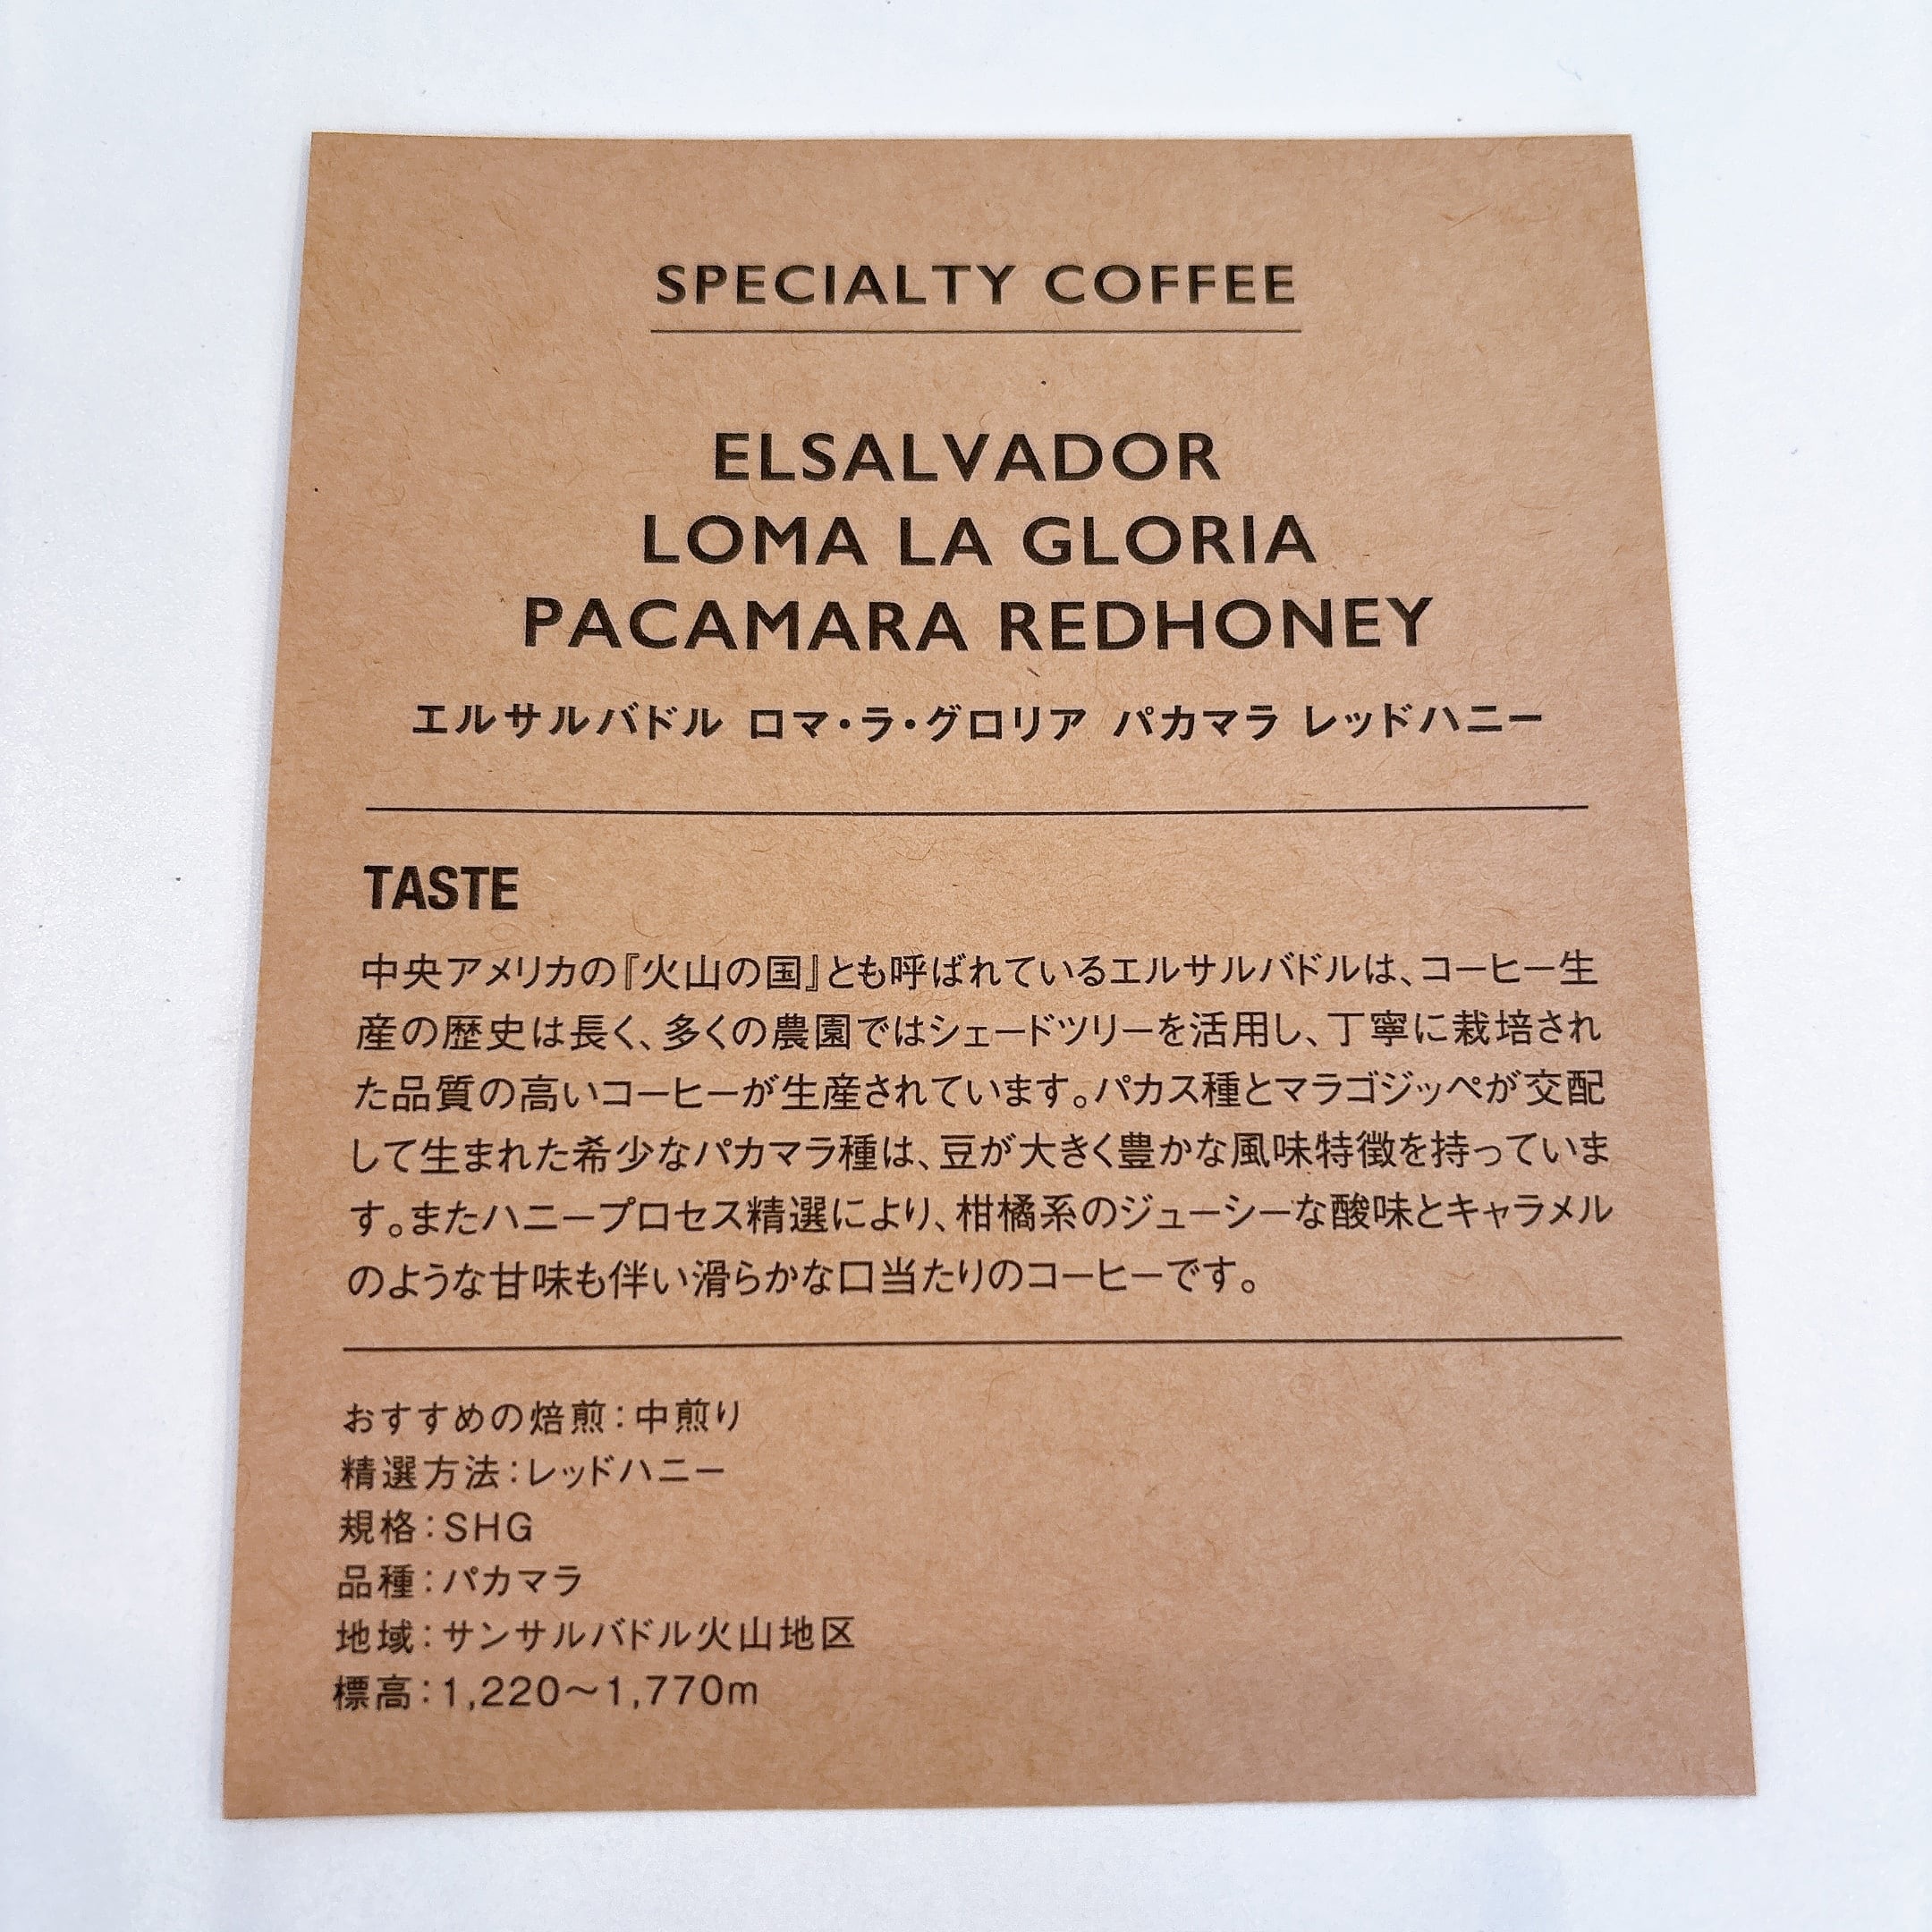 SPECIALTY COFFEE
ELSALVADOR
LOMA LA GLORIA
PACAMARA REDHONEY
エルサルバドル ロマ・ラ・グロリア パカマラ レッドハニー
TASTE
中央アメリカの『火山の国』とも呼ばれているエルサルバドルは、コーヒー生
産の歴史は長く、多くの農園ではシェードツリーを活用し、丁寧に栽培され
た品質の高いコーヒーが生産されています。パカス種とマラゴジッペが交配
して生まれた希少なパカマラ種は、豆が大きく豊かな風味特徴を持っていま
す。またハニープロセス精選により、柑橘系のジューシーな酸味とキャラメル
のような甘味も伴い滑らかな口当たりのコーヒーです。
おすすめの焙煎：中煎り
精選方法：レッドハニー
規格：SHG
品種：パカマラ
地域：サンサルバドル火山地区
標高：1,220〜1,770m